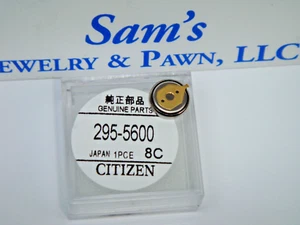 Sam's
EWELRY & PAWN, LLC
純正部品
GENUINE PARTS
295-5600
JAPAN 1PCE 8C
CITIZEN